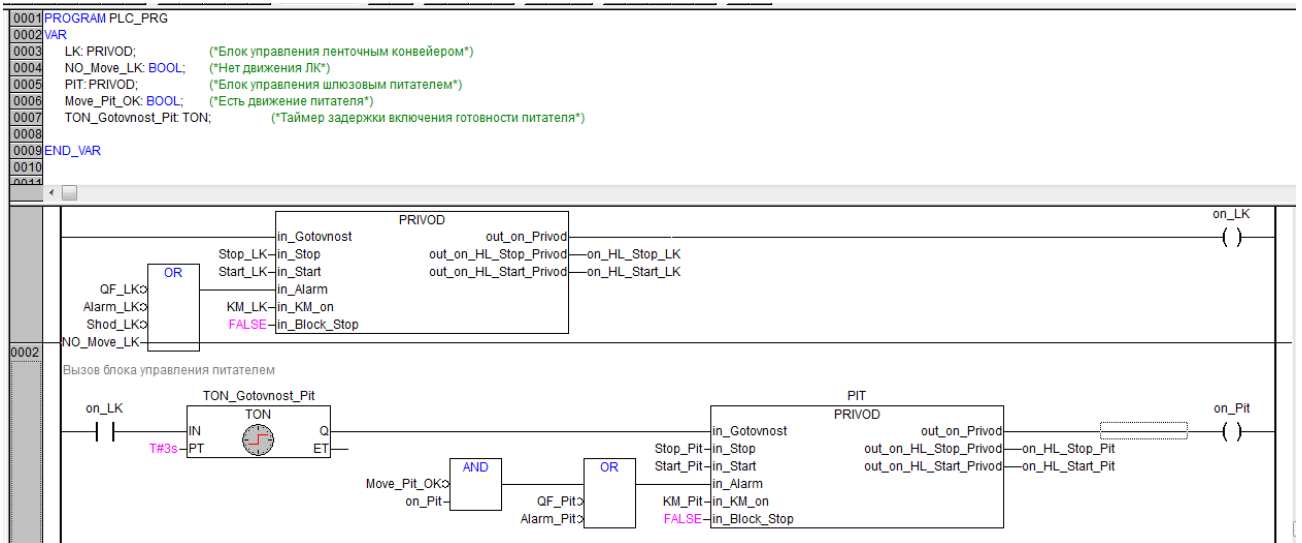 0001 PROGRAM PLC_PRG
0002 VAR
0003 LK: PRIVOD; (*Блок управления ленточным конвейером*)
0004 NO_Move_LK: BOOL; (*Нет движения ЛК*)
0005 PIT: PRIVOD; (*Блок управления шлюзовым питателем*)
0006 Move_Pit_OK: BOOL; (*Есть движение питателя*)
0007 TON_Gotovnost_Pit: TON; (*Таймер задержки включения готовности питателя*)
0008
0009 END_VAR
0010
0011
PRIVOD on_LK
in_Gotovnost out_on_Privod
Stop_LK in_Stop out_on_HL_Stop_Privod on_HL_Stop_LK
OR Start_LK in_Start out_on_HL_Start_Privod on_HL_Start_LK
QF_LK in_Alarm
Alarm_LK KM_LK in_KM_on
Shod_LK FALSE in_Block_Stop
NO_Move_LK
0002
Вызов блока управления питателем
TON_Gotovnost_Pit PIT
on_LK TON PRIVOD on_Pit
IN Q in_Gotovnost out_on_Privod
T#3s PT ET Stop_Pit in_Stop out_on_HL_Stop_Privod on_HL_Stop_Pit
AND OR Start_Pit in_Start out_on_HL_Start_Privod on_HL_Start_Pit
Move_Pit_OK in_Alarm
on_Pit QF_Pit KM_Pit in_KM_on
Alarm_Pit FALSE in_Block_Stop